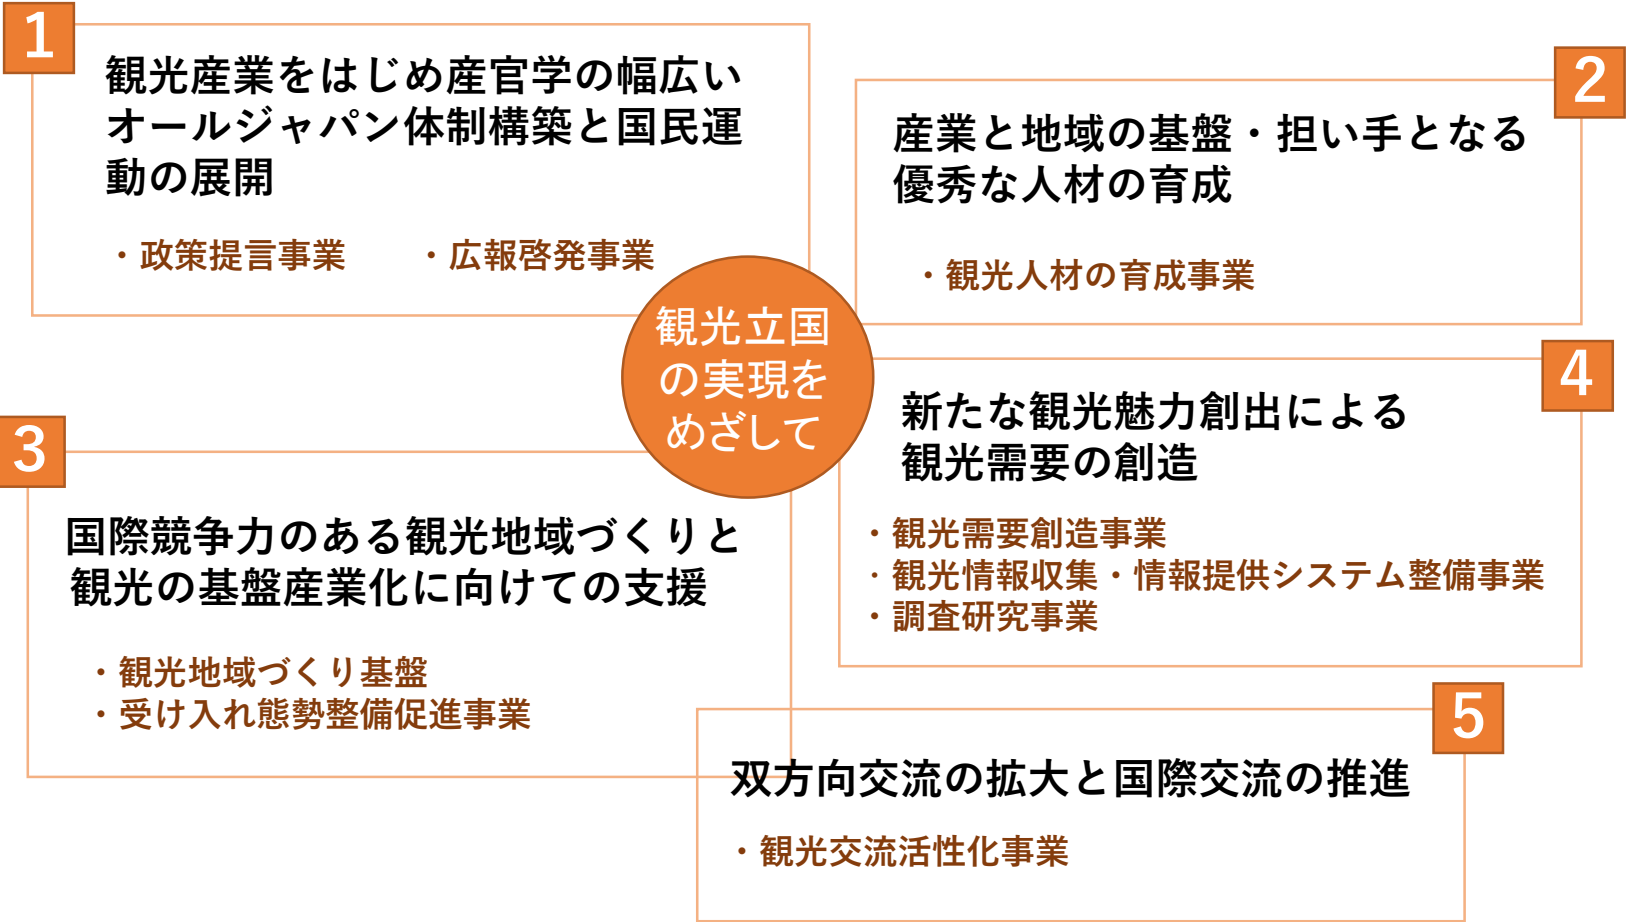 1
観光産業をはじめ産官学の幅広い
オールジャパン体制構築と国民運
動の展開
・政策提言事業　・広報啓発事業
2
産業と地域の基盤・担い手となる
優秀な人材の育成
・観光人材の育成事業
観光立国
の実現を
めざして
3
国際競争力のある観光地域づくりと
観光の基盤産業化に向けての支援
・観光地域づくり基盤
・受け入れ態勢整備促進事業
4
新たな観光魅力創出による
観光需要の創造
・観光需要創造事業
・観光情報収集・情報提供システム整備事業
・調査研究事業
5
双方向交流の拡大と国際交流の推進
・観光交流活性化事業